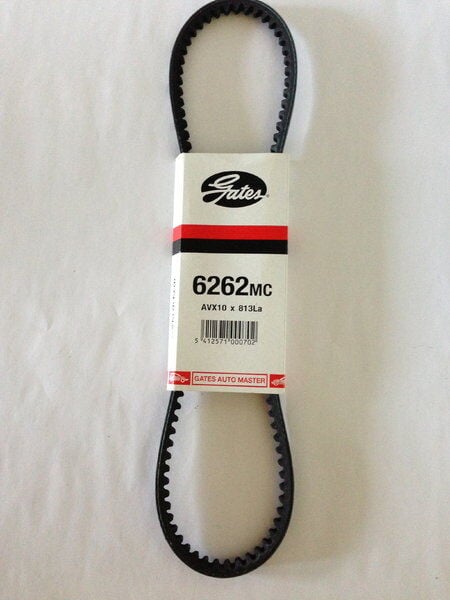 Gates®
6262MC
AVX10 x 813La
5 412571 000702
GATES AUTO MASTER